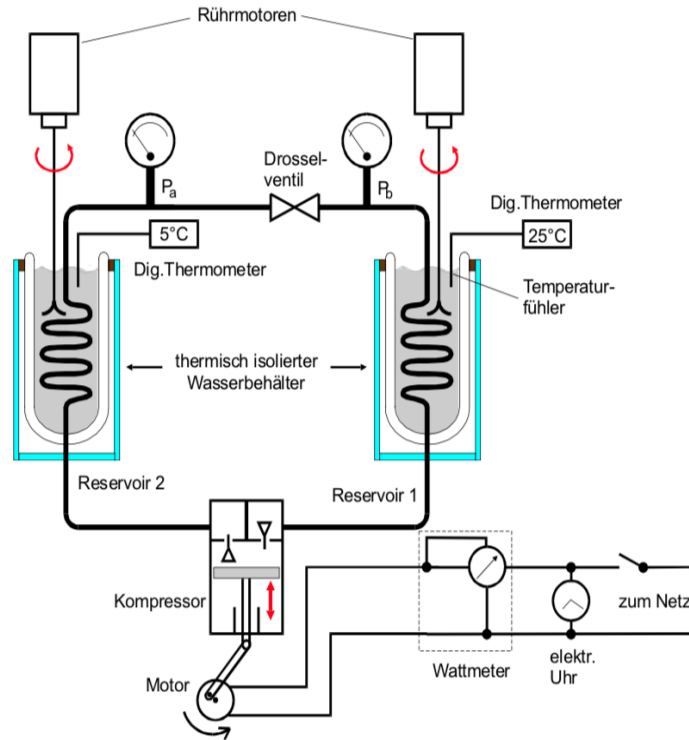 Rührmotoren
Drossel-
ventil
Pa
Pb
Dig.Thermometer
5°C
25°C
Dig.Thermometer
Temperatur-
fühler
thermisch isolierter
Wasserbehälter
Reservoir 2
Reservoir 1
Kompressor
zum Netz
Wattmeter
elektr.
Uhr
Motor